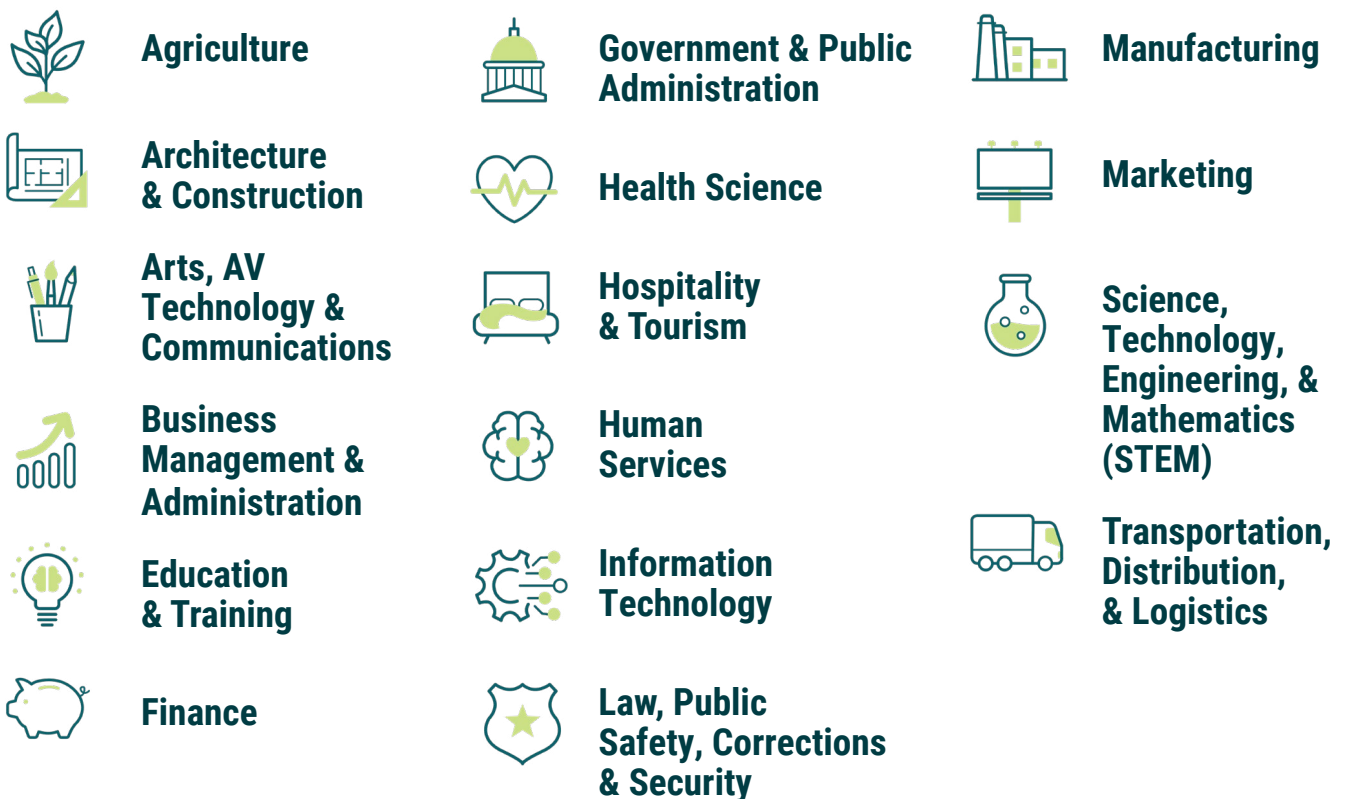 Agriculture
Architecture
& Construction
Arts, AV
Technology &
Communications
Business
Management &
Administration
Education
& Training
Finance
Government & Public
Administration
Health Science
Hospitality
& Tourism
Human
Services
Information
Technology
Law, Public
Safety, Corrections
& Security
Manufacturing
Marketing
Science,
Technology,
Engineering, &
Mathematics
(STEM)
Transportation,
Distribution,
& Logistics